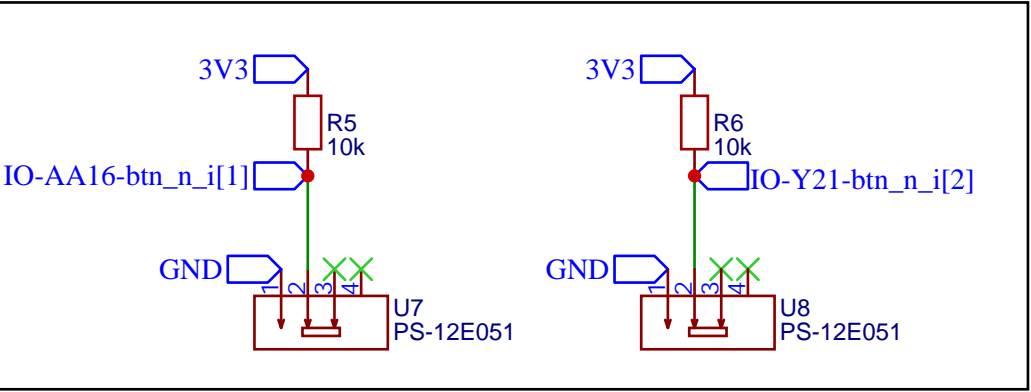 3V3
R5
10k
IO-AA16-btn_n_i[1]
GND
1
2
3
4
U7
PS-12E051
3V3
R6
10k
IO-Y21-btn_n_i[2]
GND
1
2
3
4
U8
PS-12E051